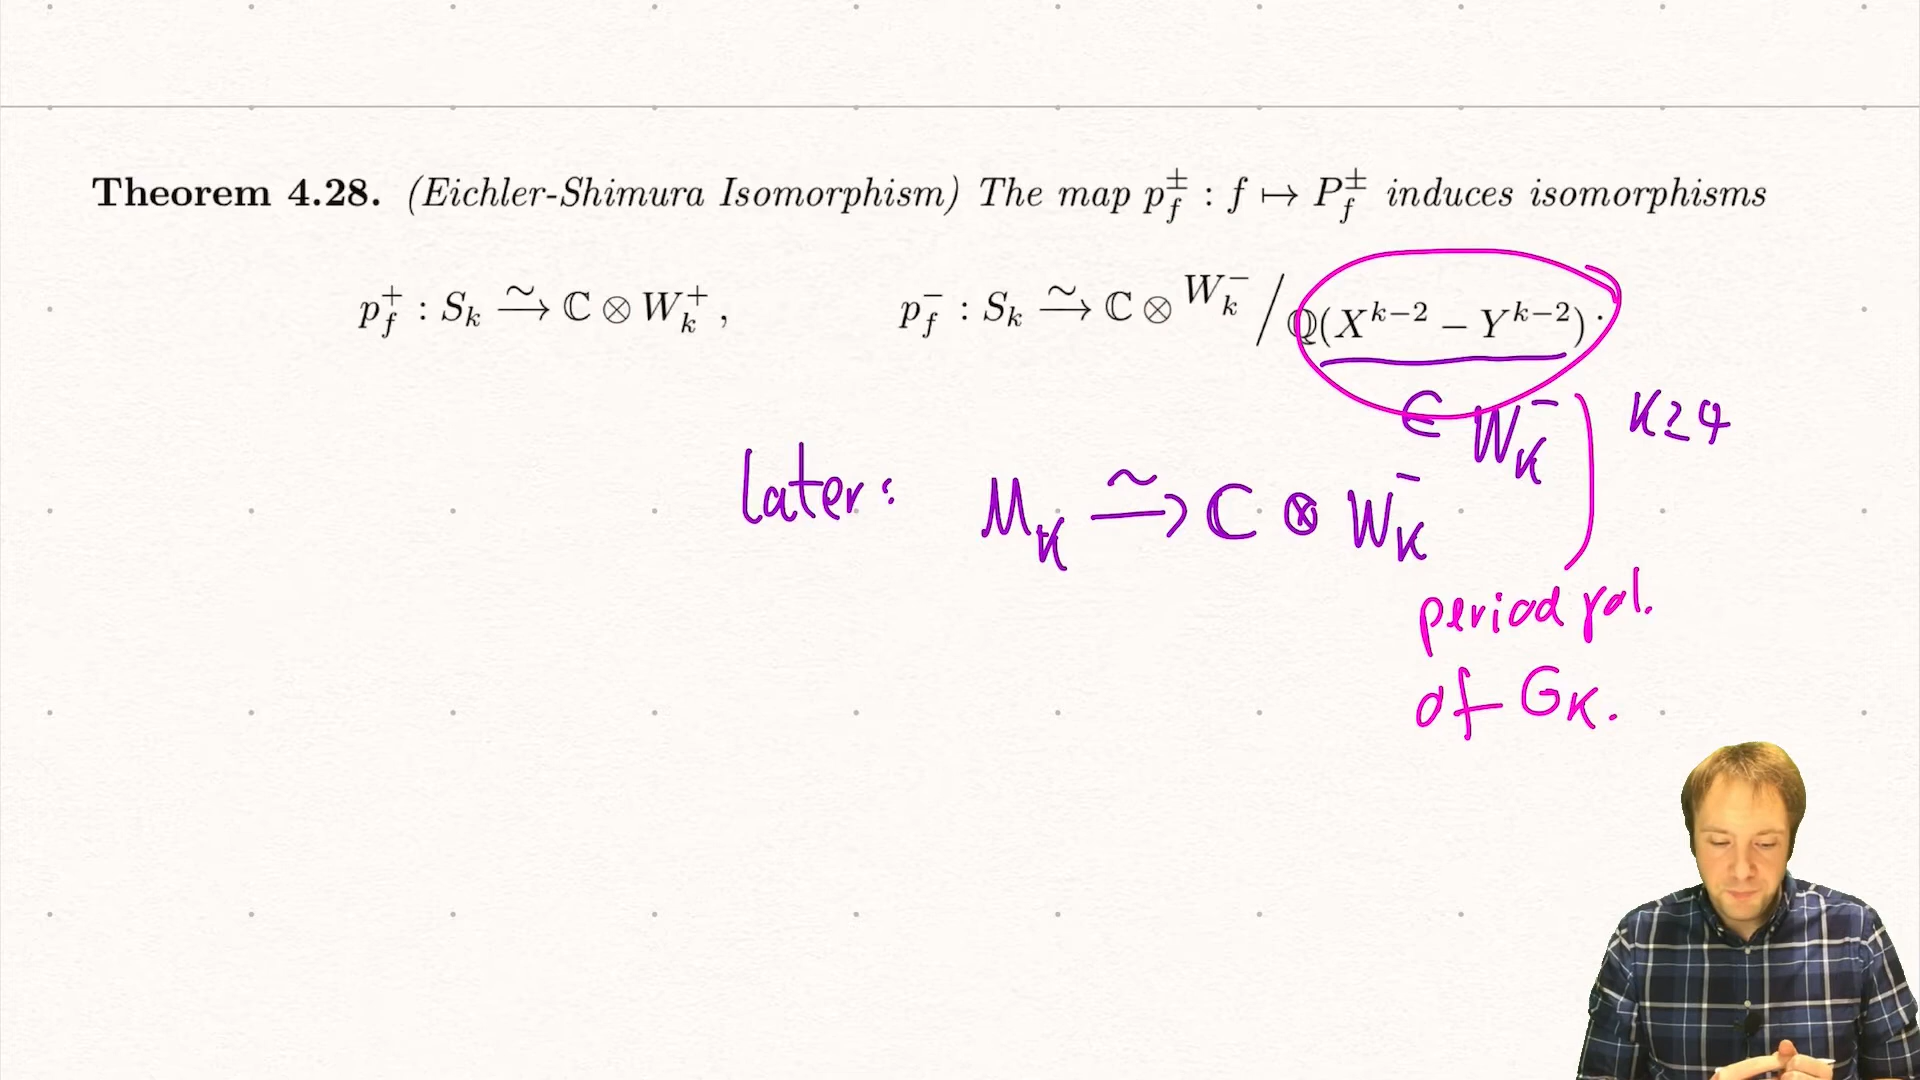 Theorem 4.28. (Eichler-Shimura Isomorphism) The map p_f^± : f ↦ P_f^± induces isomorphisms
p_f^+ : S_k ⥲ ℂ ⊗ W_k^+ , p_f^- : S_k ⥲ ℂ ⊗ W_k^- / ℚ(X^{k-2} − Y^{k-2}) .
∈ W_k^- K ≥ 4
later: M_k ⥲ ℂ ⊗ W_k^-
period pol.
of G_k.